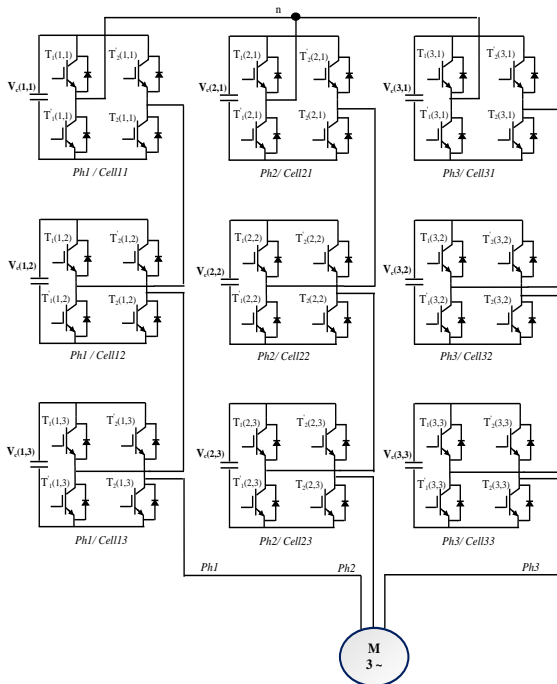 n
T₁(1,1) T'₂(1,1) T₁(2,1) T'₂(2,1) T₁(3,1) T'₂(3,1)
Vc(1,1) Vc(2,1) Vc(3,1)
T'₁(1,1) T₂(1,1) T'₁(2,1) T₂(2,1) T'₁(3,1) T₂(3,1)
Ph1 / Cell11 Ph2/ Cell21 Ph3/ Cell31
T₁(1,2) T'₂(1,2) T₁(2,2) T'₂(2,2) T₁(3,2) T'₂(3,2)
Vc(1,2) Vc(2,2) Vc(3,2)
T'₁(1,2) T₂(1,2) T'₁(2,2) T₂(2,2) T'₁(3,2) T₂(3,2)
Ph1 / Cell12 Ph2/ Cell22 Ph3/ Cell32
T₁(1,3) T'₂(1,3) T₁(2,3) T'₂(2,3) T₁(3,3) T'₂(3,3)
Vc(1,3) Vc(2,3) Vc(3,3)
T'₁(1,3) T₂(1,3) T'₁(2,3) T₂(2,3) T'₁(3,3) T₂(3,3)
Ph1/ Cell13 Ph2/ Cell23 Ph3/ Cell33
Ph1 Ph2 Ph3
M
3 ~